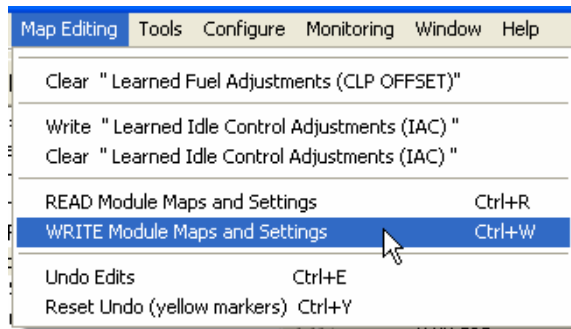 Map Editing Tools Configure Monitoring Window Help
Clear " Learned Fuel Adjustments (CLP OFFSET)"
Write " Learned Idle Control Adjustments (IAC) "
Clear " Learned Idle Control Adjustments (IAC) "
READ Module Maps and Settings Ctrl+R
WRITE Module Maps and Settings Ctrl+W
Undo Edits Ctrl+E
Reset Undo (yellow markers) Ctrl+Y